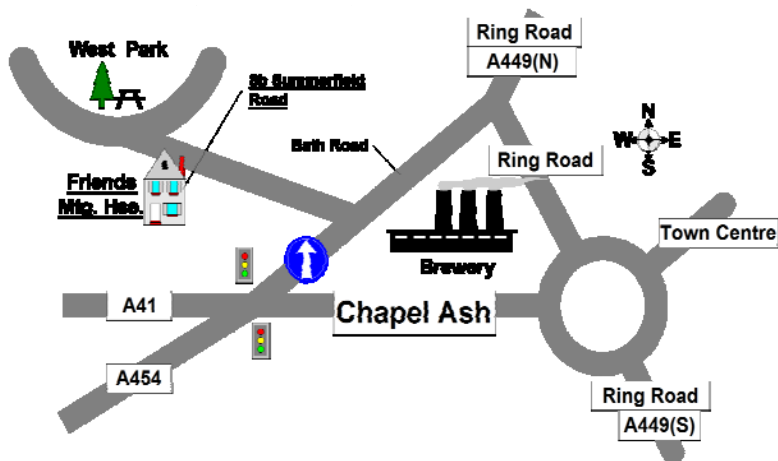 West Park
Ring Road
A449(N)
8b Summerfield
Road
Bath Road
N
W E
S
Ring Road
Friends
Mtg. Hse.
Town Centre
Brewery
A41
Chapel Ash
A454
Ring Road
A449(S)